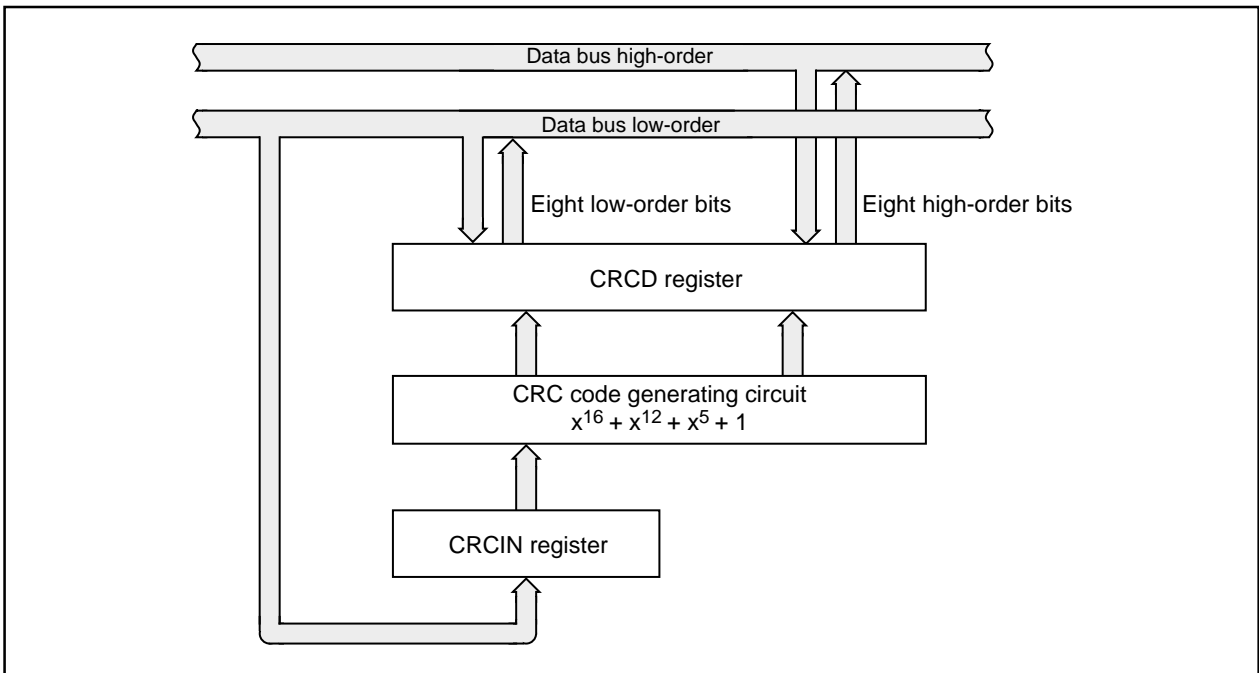 Data bus high-order
Data bus low-order
Eight low-order bits
Eight high-order bits
CRCD register
CRC code generating circuit
x¹⁶ + x¹² + x⁵ + 1
CRCIN register